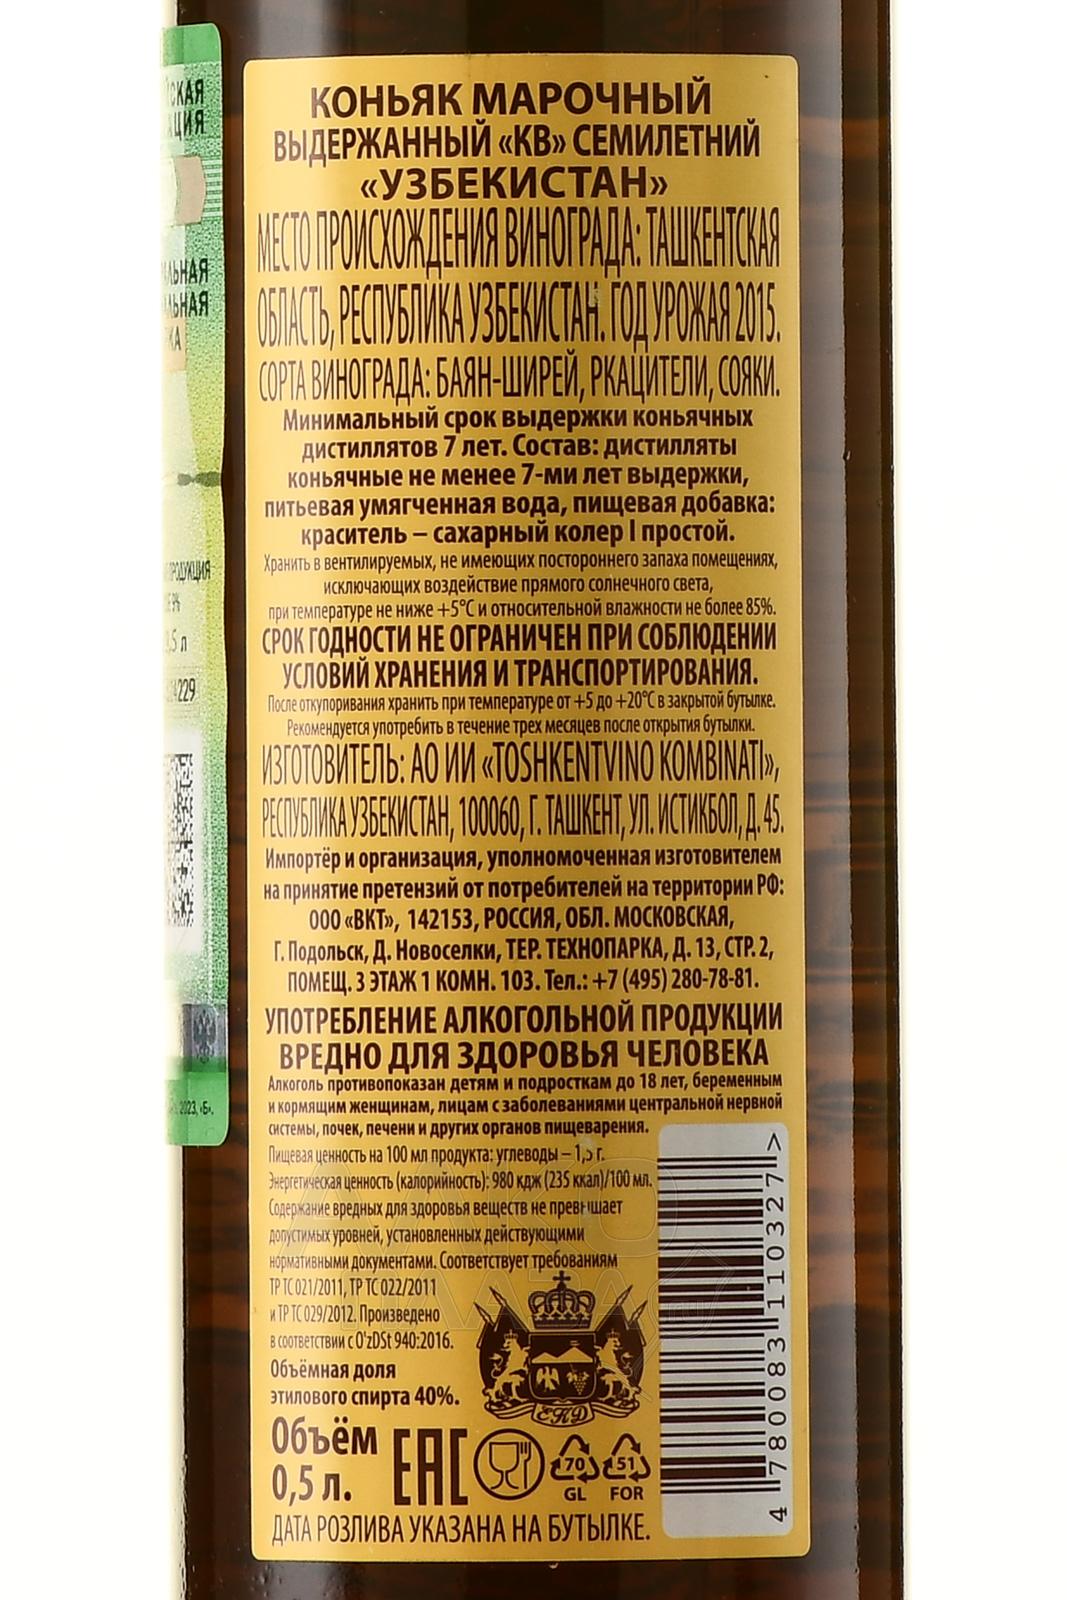 КОНЬЯК МАРОЧНЫЙ
ВЫДЕРЖАННЫЙ «КВ» СЕМИЛЕТНИЙ
«УЗБЕКИСТАН»
МЕСТО ПРОИСХОЖДЕНИЯ ВИНОГРАДА: ТАШКЕНТСКАЯ
ОБЛАСТЬ, РЕСПУБЛИКА УЗБЕКИСТАН. ГОД УРОЖАЯ 2015.
СОРТА ВИНОГРАДА: БАЯН-ШИРЕЙ, РКАЦИТЕЛИ, СОЯКИ.
Минимальный срок выдержки коньячных
дистиллятов 7 лет. Состав: дистилляты
коньячные не менее 7-ми лет выдержки,
питьевая умягченная вода, пищевая добавка:
краситель – сахарный колер I простой.
Хранить в вентилируемых, не имеющих постороннего запаха помещениях,
исключающих воздействие прямого солнечного света,
при температуре не ниже +5°С и относительной влажности не более 85%.
СРОК ГОДНОСТИ НЕ ОГРАНИЧЕН ПРИ СОБЛЮДЕНИИ
УСЛОВИЙ ХРАНЕНИЯ И ТРАНСПОРТИРОВАНИЯ.
После откупоривания хранить при температуре от +5 до +20°С в закрытой бутылке.
Рекомендуется употребить в течение трех месяцев после открытия бутылки.
ИЗГОТОВИТЕЛЬ: АО ИИ «TOSHKENTVINO KOMBINATI»,
РЕСПУБЛИКА УЗБЕКИСТАН, 100060, Г. ТАШКЕНТ, УЛ. ИСТИКБОЛ, Д. 45.
Импортёр и организация, уполномоченная изготовителем
на принятие претензий от потребителей на территории РФ:
ООО «ВКТ», 142153, РОССИЯ, ОБЛ. МОСКОВСКАЯ,
Г. Подольск, Д. Новоселки, ТЕР. ТЕХНОПАРКА, Д. 13, СТР. 2,
ПОМЕЩ. 3 ЭТАЖ 1 КОМН. 103. Тел.: +7 (495) 280-78-81.
УПОТРЕБЛЕНИЕ АЛКОГОЛЬНОЙ ПРОДУКЦИИ
ВРЕДНО ДЛЯ ЗДОРОВЬЯ ЧЕЛОВЕКА
Алкоголь противопоказан детям и подросткам до 18 лет, беременным
и кормящим женщинам, лицам с заболеваниями центральной нервной
системы, почек, печени и других органов пищеварения.
Пищевая ценность на 100 мл продукта: углеводы – 1,5 г.
Энергетическая ценность (калорийность): 980 кдж (235 ккал)/100 мл.
Содержание вредных для здоровья веществ не превышает
допустимых уровней, установленных действующими
нормативными документами. Соответствует требованиям
ТР ТС 021/2011, ТР ТС 022/2011
и ТР ТС 029/2012. Произведено
в соответствии с O'zDSt 940:2016.
Объёмная доля
этилового спирта 40%.
Объём
0,5 л.
ЕАС
70
GL
51
FOR
ЕКД
ДАТА РОЗЛИВА УКАЗАНА НА БУТЫЛКЕ.
4 780083 110327 >